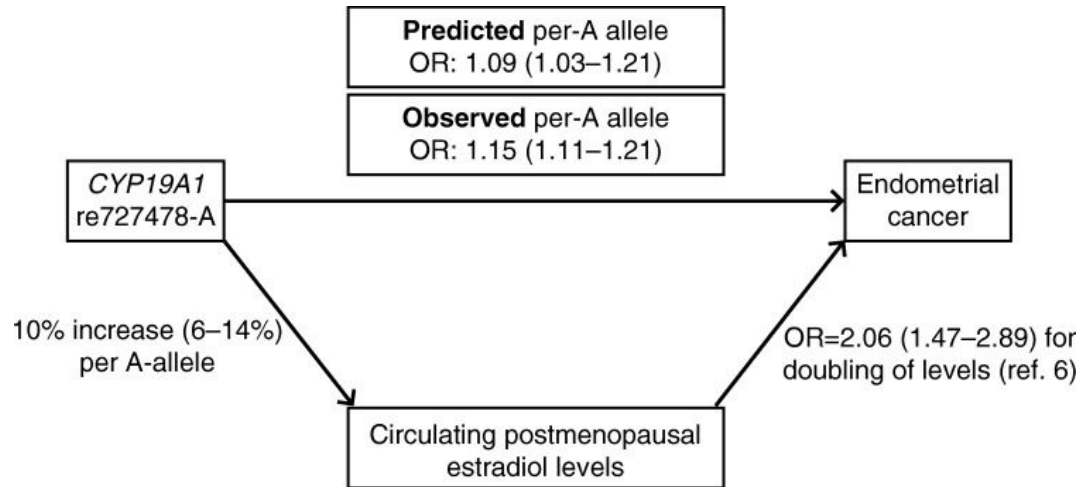 Predicted per-A allele
OR: 1.09 (1.03–1.21)
Observed per-A allele
OR: 1.15 (1.11–1.21)
CYP19A1
re727478-A
Endometrial
cancer
10% increase (6–14%)
per A-allele
OR=2.06 (1.47–2.89) for
doubling of levels (ref. 6)
Circulating postmenopausal
estradiol levels